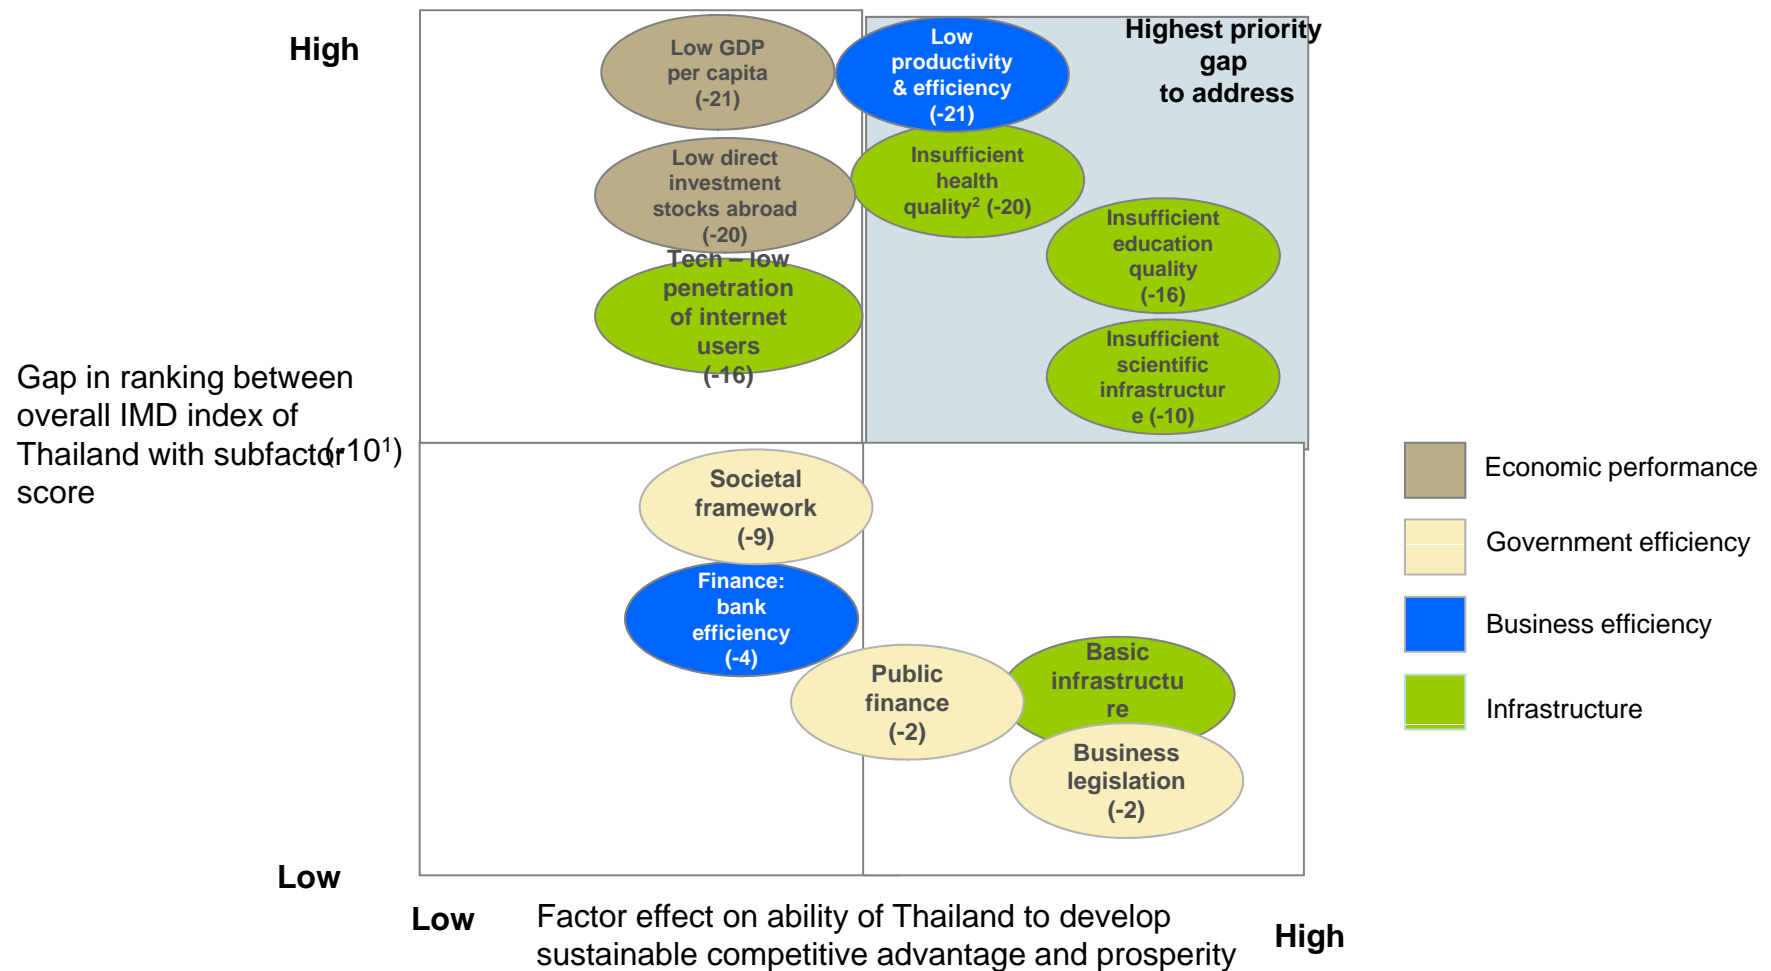 High
Low GDP
per capita
(-21)
Low
productivity
& efficiency
(-21)
Highest priority
gap
to address
Low direct
investment
stocks abroad
(-20)
Insufficient
health
quality² (-20)
Insufficient
education
quality
(-16)
Tech – low
penetration
of internet
users
(-16)
Insufficient
scientific
infrastructur
e (-10)
Gap in ranking between
overall IMD index of
Thailand with subfactor
score
(-10¹)
Societal
framework
(-9)
Finance:
bank
efficiency
(-4)
Public
finance
(-2)
Basic
infrastructu
re
Business
legislation
(-2)
Economic performance
Government efficiency
Business efficiency
Infrastructure
Low
Low
Factor effect on ability of Thailand to develop
sustainable competitive advantage and prosperity
High